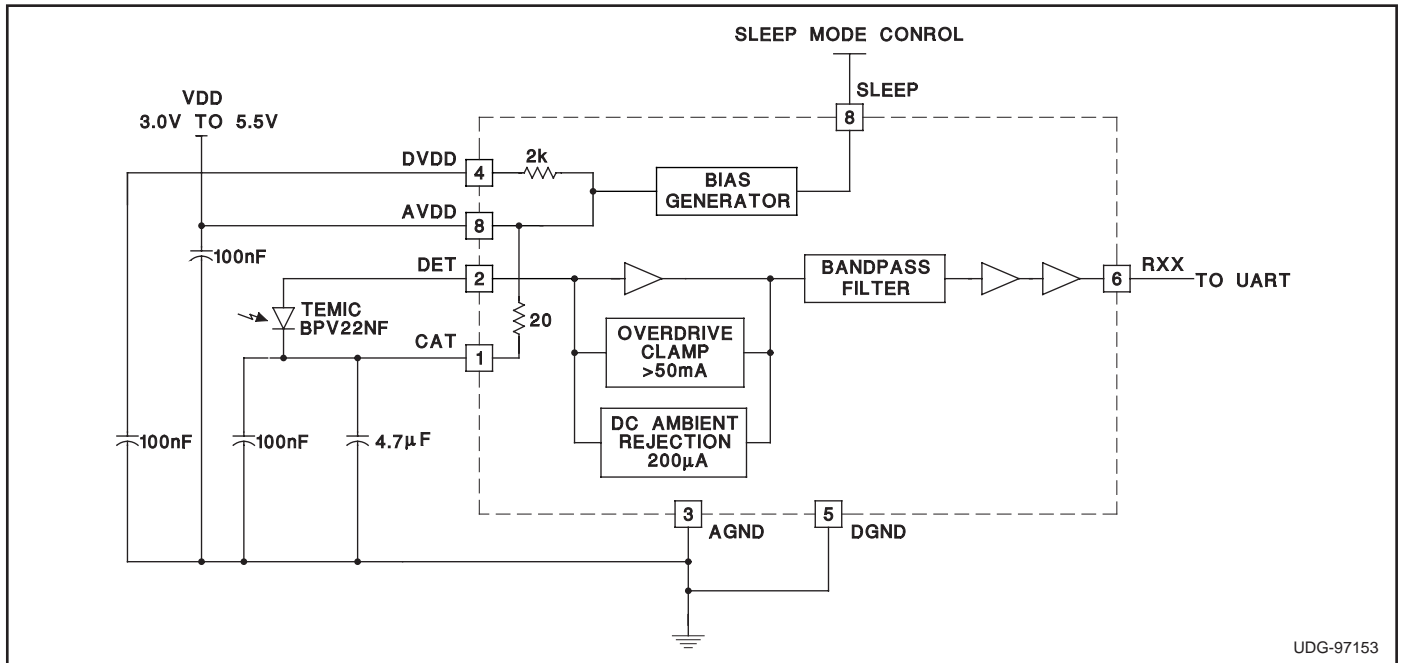 SLEEP MODE CONROL
SLEEP
8
VDD
3.0V TO 5.5V
DVDD
4
2k
BIAS
GENERATOR
AVDD
8
100nF
DET
2
BANDPASS
FILTER
6
RXX
TO UART
TEMIC
BPV22NF
20
CAT
1
OVERDRIVE
CLAMP
>50mA
100nF
100nF
4.7µF
DC AMBIENT
REJECTION
200µA
3
AGND
5
DGND
UDG-97153